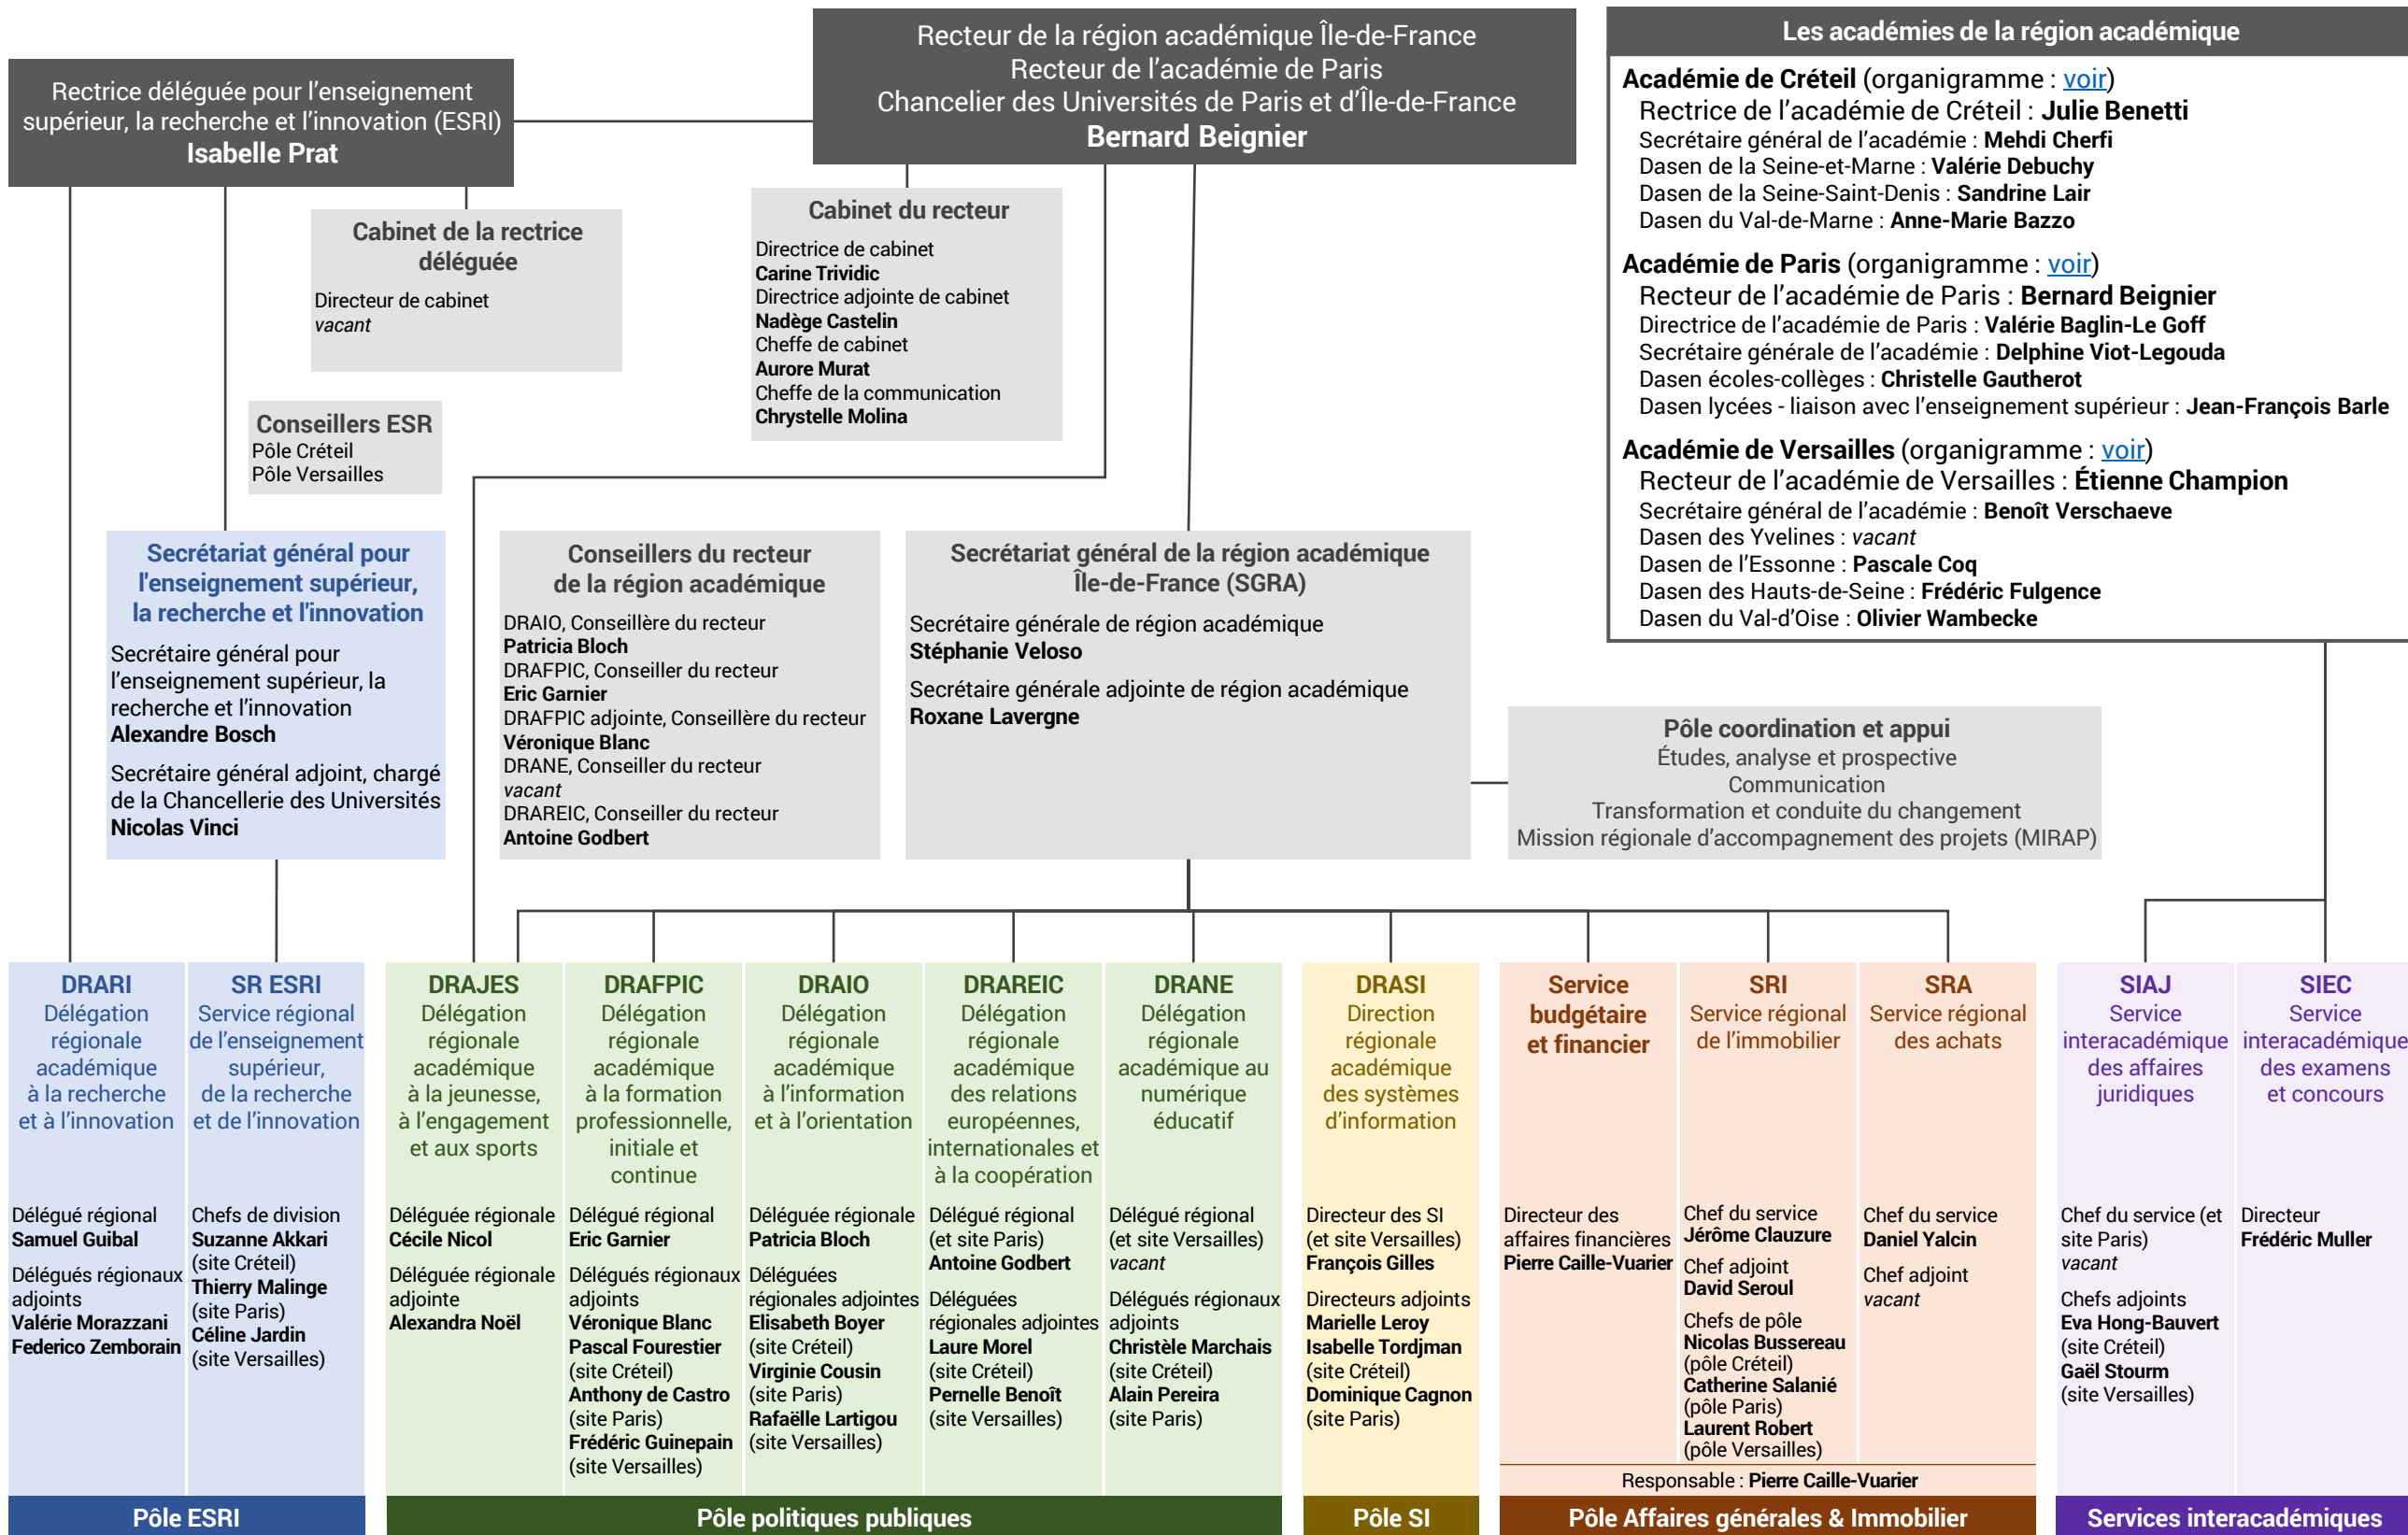 Recteur de la région académique Île-de-France
Recteur de l'académie de Paris
Chancelier des Universités de Paris et d'Île-de-France
Bernard Beignier
Rectrice déléguée pour l'enseignement
supérieur, la recherche et l'innovation (ESRI)
Isabelle Prat
Les académies de la région académique
Académie de Créteil (organigramme : voir)
Rectrice de l'académie de Créteil : Julie Benetti
Secrétaire général de l'académie : Mehdi Cherfi
Dasen de la Seine-et-Marne : Valérie Debuchy
Dasen de la Seine-Saint-Denis : Sandrine Lair
Dasen du Val-de-Marne : Anne-Marie Bazzo
Académie de Paris (organigramme : voir)
Recteur de l'académie de Paris : Bernard Beignier
Directrice de l'académie de Paris : Valérie Baglin-Le Goff
Secrétaire générale de l'académie : Delphine Viot-Legouda
Dasen écoles-collèges : Christelle Gautherot
Dasen lycées - liaison avec l'enseignement supérieur : Jean-François Barle
Académie de Versailles (organigramme : voir)
Recteur de l'académie de Versailles : Étienne Champion
Secrétaire général de l'académie : Benoît Verschaeve
Dasen des Yvelines : vacant
Dasen de l'Essonne : Pascale Coq
Dasen des Hauts-de-Seine : Frédéric Fulgence
Dasen du Val-d'Oise : Olivier Wambecke
Cabinet de la rectrice
déléguée
Directeur de cabinet
vacant
Cabinet du recteur
Directrice de cabinet
Carine Trividic
Directrice adjointe de cabinet
Nadège Castelin
Cheffe de cabinet
Aurore Murat
Cheffe de la communication
Chrystelle Molina
Conseillers ESR
Pôle Créteil
Pôle Versailles
Secrétariat général pour
l'enseignement supérieur,
la recherche et l'innovation
Secrétaire général pour
l'enseignement supérieur, la
recherche et l'innovation
Alexandre Bosch
Secrétaire général adjoint, chargé
de la Chancellerie des Universités
Nicolas Vinci
Conseillers du recteur
de la région académique
DRAIO, Conseillère du recteur
Patricia Bloch
DRAFPIC, Conseiller du recteur
Eric Garnier
DRAFPIC adjointe, Conseillère du recteur
Véronique Blanc
DRANE, Conseiller du recteur
vacant
DRAREIC, Conseiller du recteur
Antoine Godbert
Secrétariat général de la région académique
Île-de-France (SGRA)
Secrétaire générale de région académique
Stéphanie Veloso
Secrétaire générale adjointe de région académique
Roxane Lavergne
Pôle coordination et appui
Études, analyse et prospective
Communication
Transformation et conduite du changement
Mission régionale d'accompagnement des projets (MIRAP)
DRARI
Délégation
régionale
académique
à la recherche
et à l'innovation
Délégué régional
Samuel Guibal
Délégués régionaux
adjoints
Valérie Morazzani
Federico Zemborain
SR ESRI
Service régional
de l'enseignement
supérieur,
de la recherche
et de l'innovation
Chefs de division
Suzanne Akkari
(site Créteil)
Thierry Malinge
(site Paris)
Céline Jardin
(site Versailles)
Pôle ESRI
DRAJES
Délégation
régionale
académique
à la jeunesse,
à l'engagement
et aux sports
Déléguée régionale
Cécile Nicol
Déléguée régionale
adjointe
Alexandra Noël
DRAFPIC
Délégation
régionale
académique
à la formation
professionnelle,
initiale et
continue
Délégué régional
Eric Garnier
Délégués régionaux
adjoints
Véronique Blanc
Pascal Fourestier
(site Créteil)
Anthony de Castro
(site Paris)
Frédéric Guinepain
(site Versailles)
DRAIO
Délégation
régionale
académique
à l'information
et à l'orientation
Déléguée régionale
Patricia Bloch
Déléguées
régionales adjointes
Elisabeth Boyer
(site Créteil)
Virginie Cousin
(site Paris)
Rafaëlle Lartigou
(site Versailles)
DRAREIC
Délégation
régionale
académique
des relations
européennes,
internationales et
à la coopération
Délégué régional
(et site Paris)
Antoine Godbert
Déléguées
régionales adjointes
Laure Morel
(site Créteil)
Pernelle Benoît
(site Versailles)
DRANE
Délégation
régionale
académique au
numérique
éducatif
Délégué régional
(et site Versailles)
vacant
Délégués régionaux
adjoints
Christèle Marchais
(site Créteil)
Alain Pereira
(site Paris)
Pôle politiques publiques
DRASI
Direction
régionale
académique
des systèmes
d'information
Directeur des SI
(et site Versailles)
François Gilles
Directeurs adjoints
Marielle Leroy
Isabelle Tordjman
(site Créteil)
Dominique Cagnon
(site Paris)
Pôle SI
Service
budgétaire
et financier
Directeur des
affaires financières
Pierre Caille-Vuarier
SRI
Service régional
de l'immobilier
Chef du service
Jérôme Clauzure
Chef adjoint
David Seroul
Chefs de pôle
Nicolas Bussereau
(pôle Créteil)
Catherine Salanié
(pôle Paris)
Laurent Robert
(pôle Versailles)
SRA
Service régional
des achats
Chef du service
Daniel Yalcin
Chef adjoint
vacant
Responsable : Pierre Caille-Vuarier
Pôle Affaires générales & Immobilier
SIAJ
Service
interacadémique
des affaires
juridiques
Chef du service (et
site Paris)
vacant
Chefs adjoints
Eva Hong-Bauvert
(site Créteil)
Gaël Stourm
(site Versailles)
SIEC
Service
interacadémique
des examens
et concours
Directeur
Frédéric Muller
Services interacadémiques